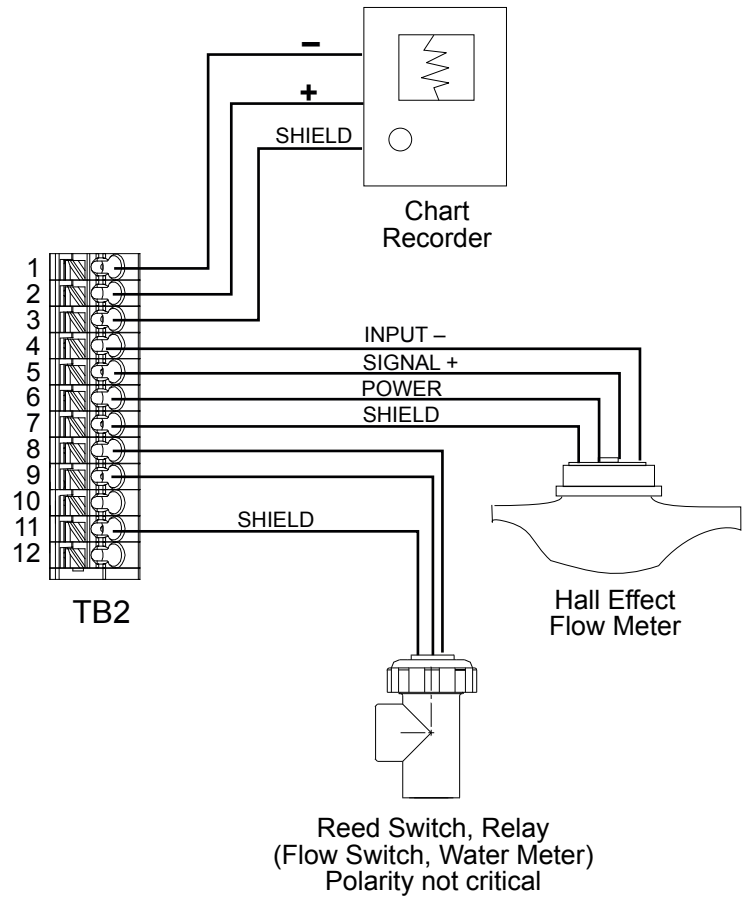 –
+
SHIELD
Chart
Recorder
1
2
3
4
5
6
7
8
9
10
11
12
INPUT –
SIGNAL +
POWER
SHIELD
SHIELD
TB2
Hall Effect
Flow Meter
Reed Switch, Relay
(Flow Switch, Water Meter)
Polarity not critical